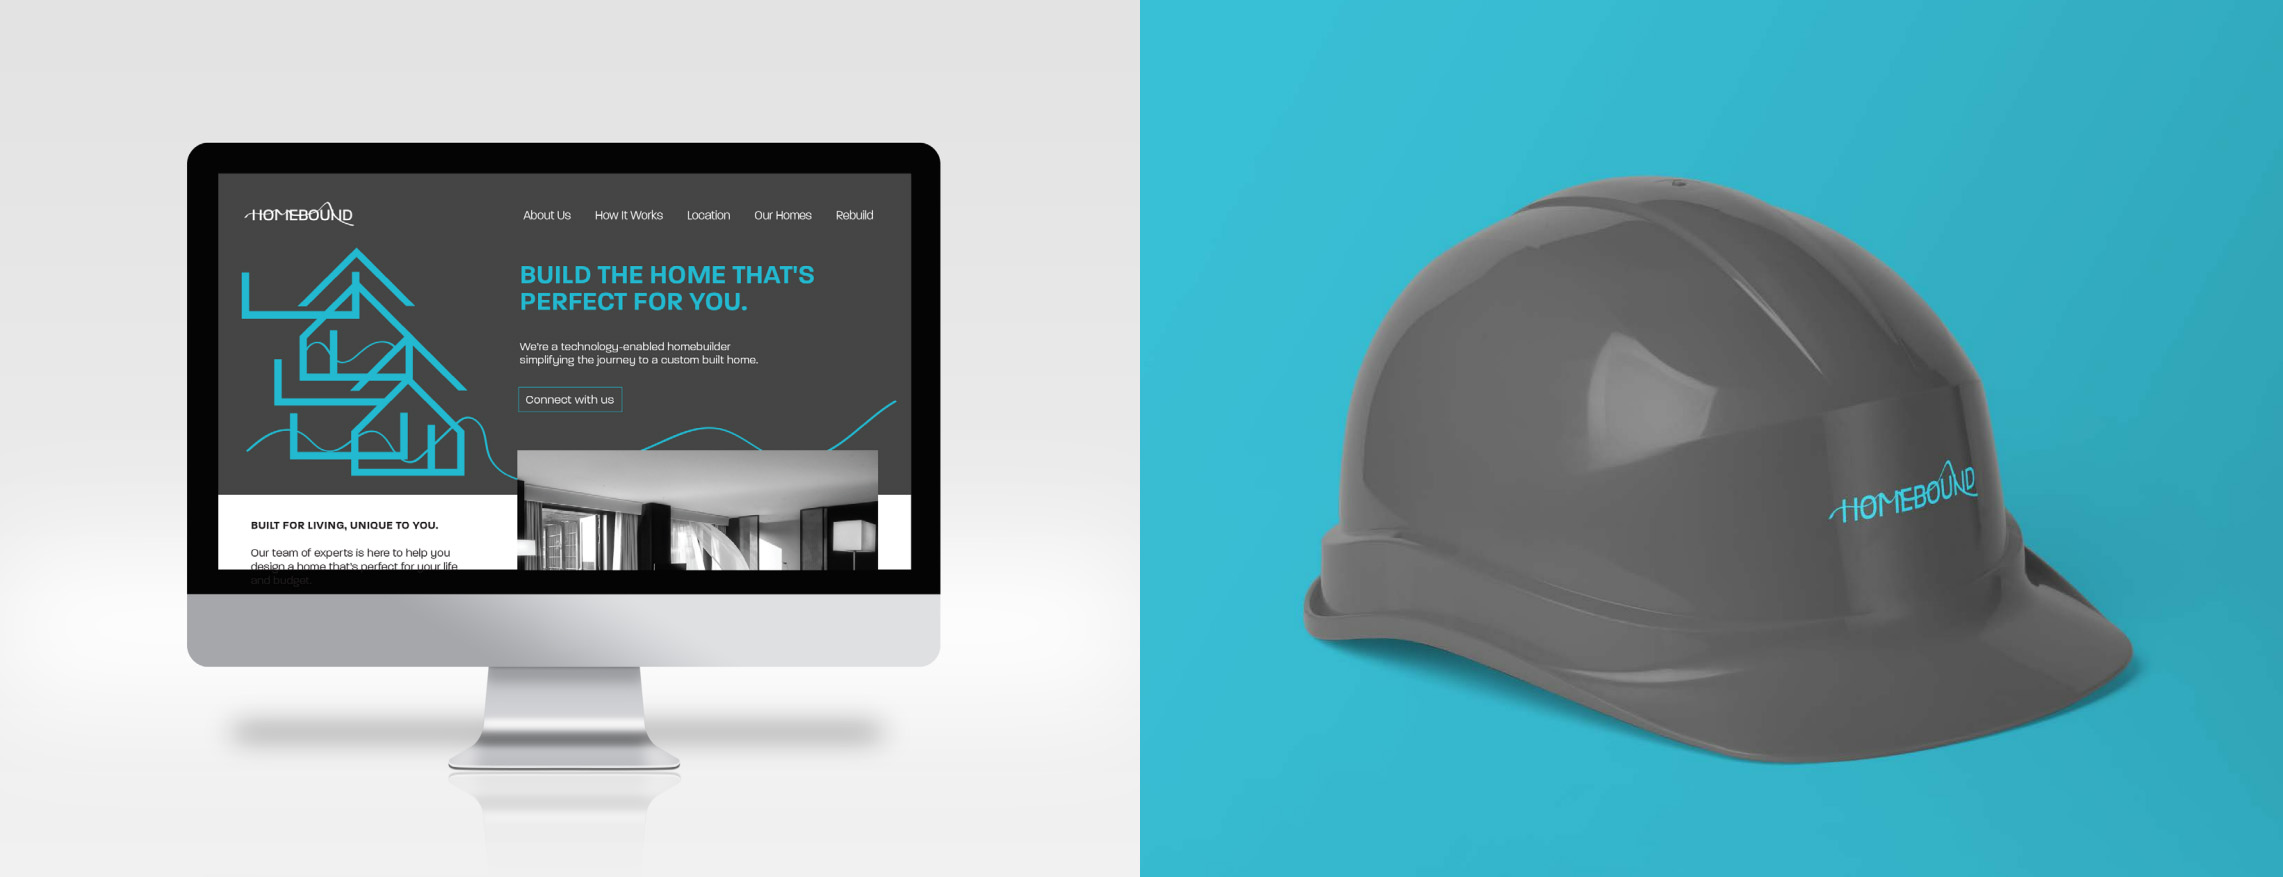 HOMEBOUND
About Us How It Works Location Our Homes Rebuild
BUILD THE HOME THAT'S
PERFECT FOR YOU.
We're a technology-enabled homebuilder
simplifying the journey to a custom built home.
Connect with us
BUILT FOR LIVING, UNIQUE TO YOU.
Our team of experts is here to help you
design a home that's perfect for your life
and budget.
HOMEBOUND